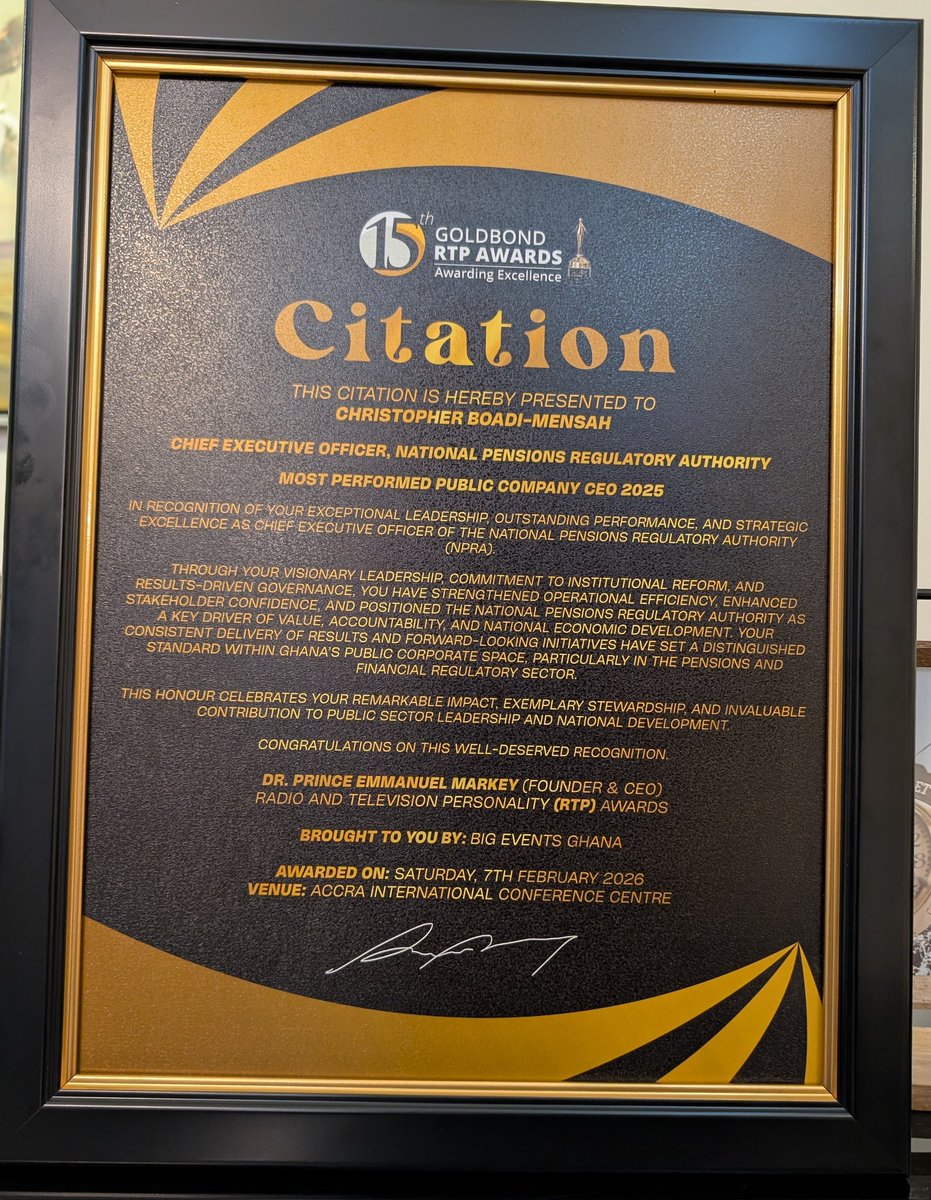 15th
GOLDBOND
RTP AWARDS
Awarding Excellence
Citation
THIS CITATION IS HEREBY PRESENTED TO
CHRISTOPHER BOADI-MENSAH
CHIEF EXECUTIVE OFFICER, NATIONAL PENSIONS REGULATORY AUTHORITY
MOST PERFORMED PUBLIC COMPANY CEO 2025
IN RECOGNITION OF YOUR EXCEPTIONAL LEADERSHIP, OUTSTANDING PERFORMANCE, AND STRATEGIC
EXCELLENCE AS CHIEF EXECUTIVE OFFICER OF THE NATIONAL PENSIONS REGULATORY AUTHORITY
(NPRA).
THROUGH YOUR VISIONARY LEADERSHIP, COMMITMENT TO INSTITUTIONAL REFORM, AND
RESULTS-DRIVEN GOVERNANCE, YOU HAVE STRENGTHENED OPERATIONAL EFFICIENCY, ENHANCED
STAKEHOLDER CONFIDENCE, AND POSITIONED THE NATIONAL PENSIONS REGULATORY AUTHORITY AS
A KEY DRIVER OF VALUE, ACCOUNTABILITY, AND NATIONAL ECONOMIC DEVELOPMENT. YOUR
CONSISTENT DELIVERY OF RESULTS AND FORWARD-LOOKING INITIATIVES HAVE SET A DISTINGUISHED
STANDARD WITHIN GHANA'S PUBLIC CORPORATE SPACE, PARTICULARLY IN THE PENSIONS AND
FINANCIAL REGULATORY SECTOR.
THIS HONOUR CELEBRATES YOUR REMARKABLE IMPACT, EXEMPLARY STEWARDSHIP, AND INVALUABLE
CONTRIBUTION TO PUBLIC SECTOR LEADERSHIP AND NATIONAL DEVELOPMENT.
CONGRATULATIONS ON THIS WELL-DESERVED RECOGNITION.
DR. PRINCE EMMANUEL MARKEY (FOUNDER & CEO)
RADIO AND TELEVISION PERSONALITY (RTP) AWARDS
BROUGHT TO YOU BY: BIG EVENTS GHANA
AWARDED ON: SATURDAY, 7TH FEBRUARY 2026
VENUE: ACCRA INTERNATIONAL CONFERENCE CENTRE